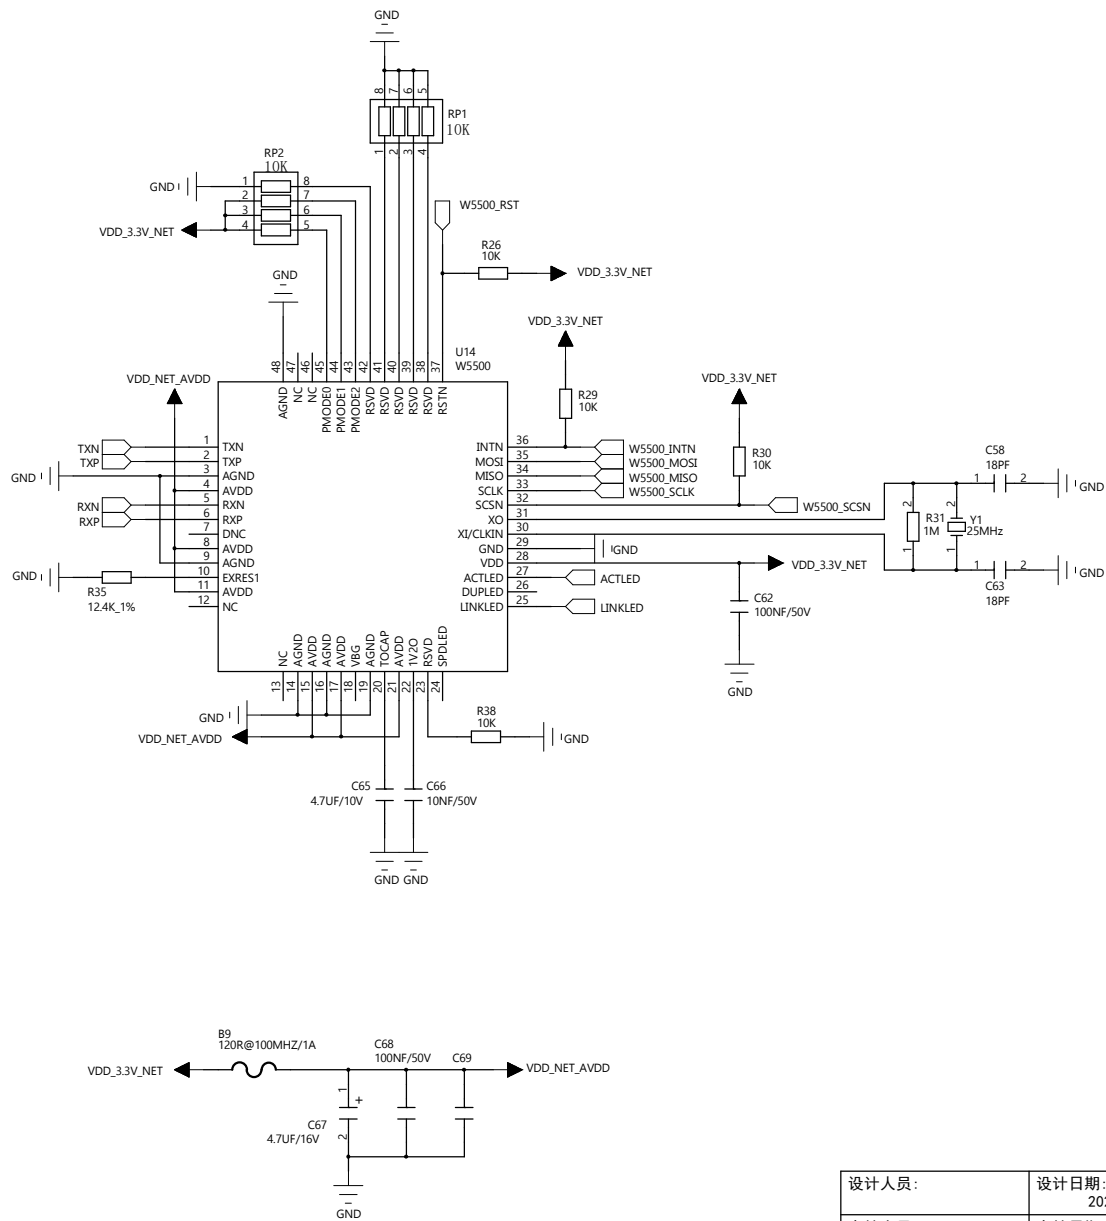 GND
8 7 6 5
RP1
10K
1 2 3 4
RP2
10K
GND
1 8
2 7
3 6
VDD_3.3V_NET
4 5
W5500_RST
R26
10K
VDD_3.3V_NET
GND
VDD_3.3V_NET
48 47 46 45 44 43 42 41 40 39 38 37
U14
W5500
AGND NC NC PMODE0 PMODE1 PMODE2 RSVD RSVD RSVD RSVD RSVD RSTN
VDD_NET_AVDD
VDD_3.3V_NET
R29
10K
R30
10K
TXN 1 TXN
TXP 2 TXP
GND 3 AGND
4 AVDD
RXN 5 RXN
RXP 6 RXP
7 DNC
8 AVDD
9 AGND
GND 10 EXRES1
R35
12.4K_1%
11 AVDD
12 NC
INTN 36 W5500_INTN
MOSI 35 W5500_MOSI
MISO 34 W5500_MISO
SCLK 33 W5500_SCLK
SCSN 32 W5500_SCSN
XO 31
XI/CLKIN 30
GND 29 GND
VDD 28 VDD_3.3V_NET
ACTLED 27 ACTLED
DUPLED 26
LINKLED 25 LINKLED
C58
18PF
1 2 GND
2 2
R31
1M
Y1
25MHz
1 1
1 2 GND
C63
18PF
C62
100NF/50V
GND
NC AGND AVDD AGND AVDD VBG AGND TOCAP AVDD 1V2O RSVD SPDLED
13 14 15 16 17 18 19 20 21 22 23 24
GND
VDD_NET_AVDD
R38
10K
GND
C65
4.7UF/10V
C66
10NF/50V
GND GND
B9
120R@100MHZ/1A
C68
100NF/50V
C69
VDD_3.3V_NET
VDD_NET_AVDD
1
+
C67
4.7UF/16V
2
GND
设计人员: 设计日期: